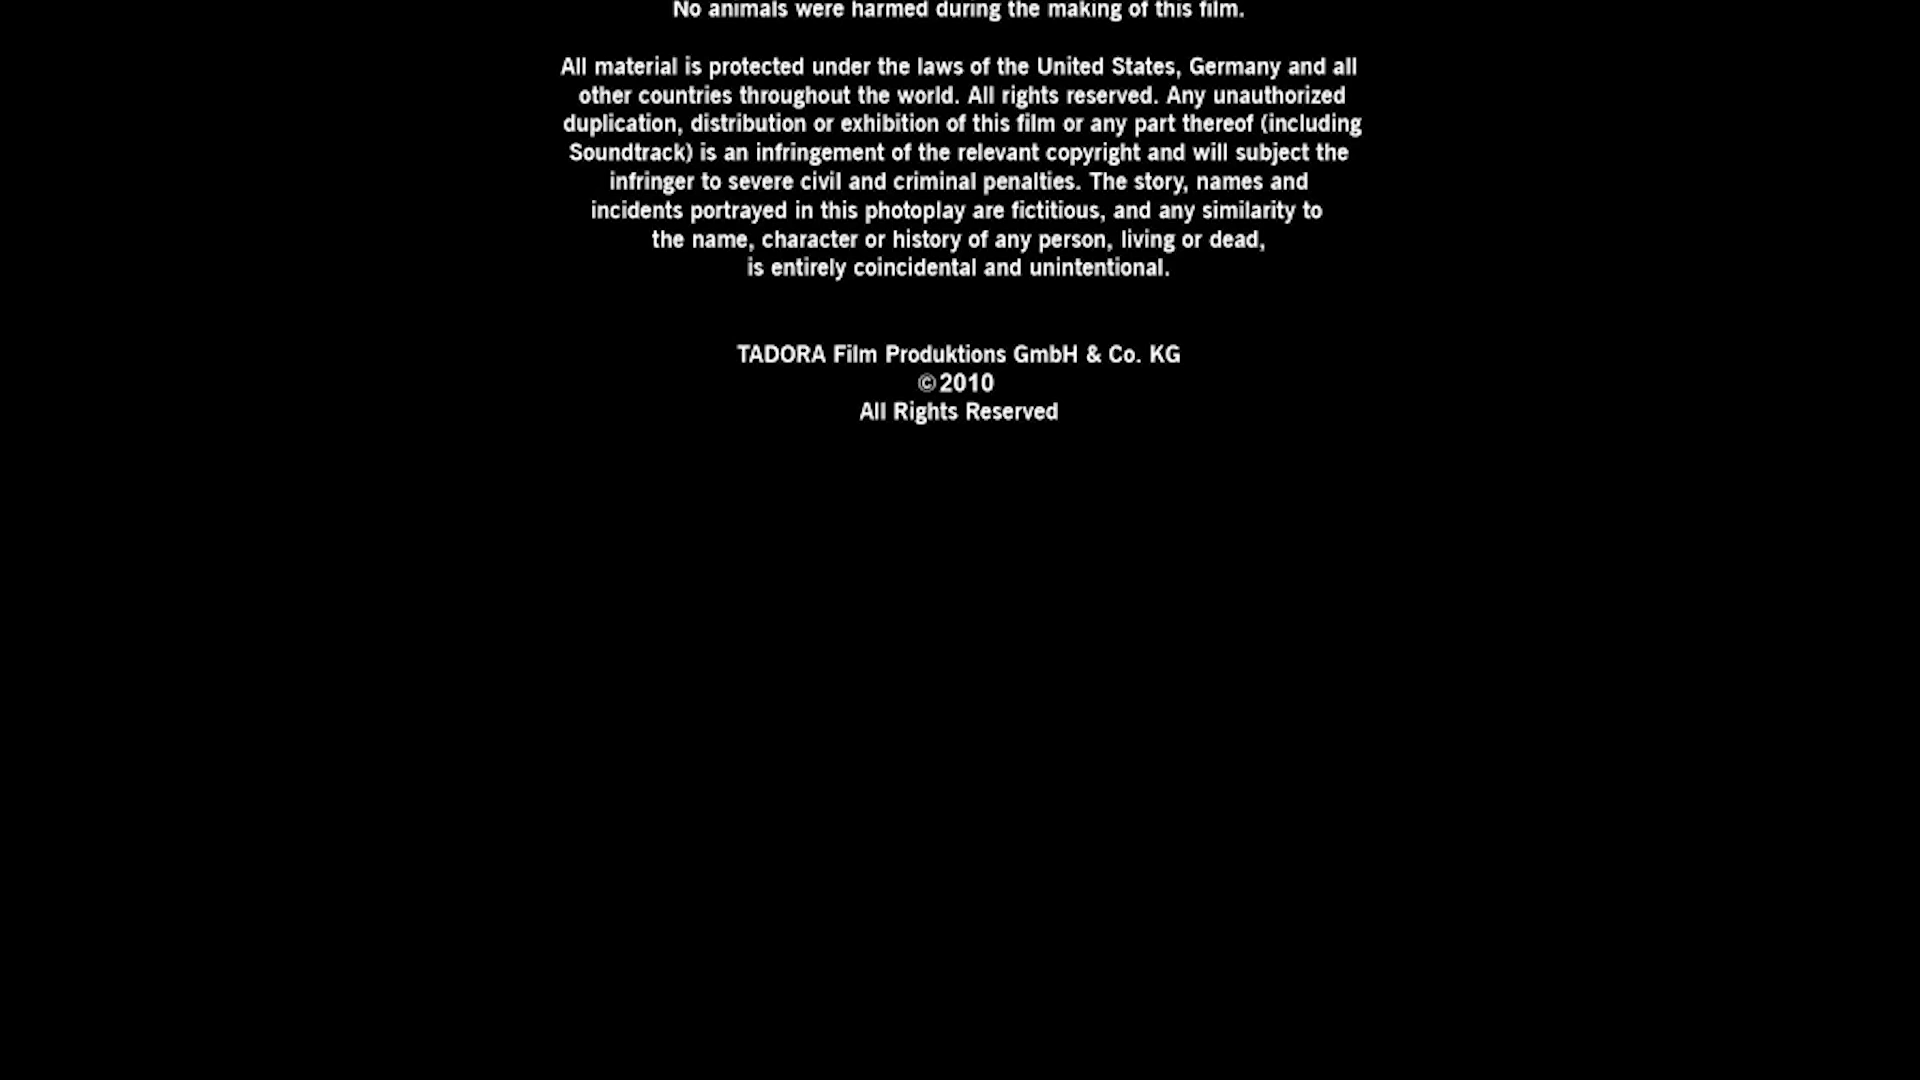 No animals were harmed during the making of this film.
All material is protected under the laws of the United States, Germany and all
other countries throughout the world. All rights reserved. Any unauthorized
duplication, distribution or exhibition of this film or any part thereof (including
Soundtrack) is an infringement of the relevant copyright and will subject the
infringer to severe civil and criminal penalties. The story, names and
incidents portrayed in this photoplay are fictitious, and any similarity to
the name, character or history of any person, living or dead,
is entirely coincidental and unintentional.
TADORA Film Produktions GmbH & Co. KG
©2010
All Rights Reserved